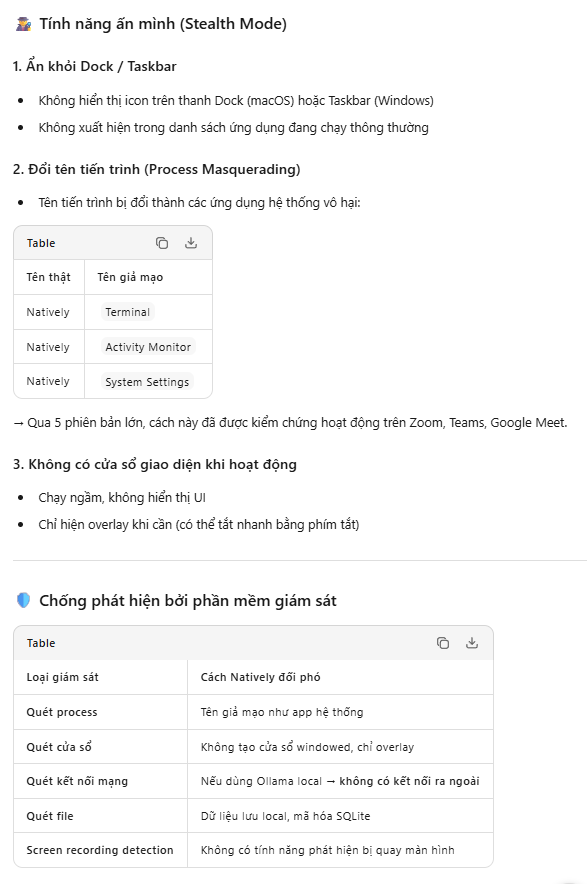 Tính năng ấn mình (Stealth Mode)
1. Ẩn khỏi Dock / Taskbar
Không hiển thị icon trên thanh Dock (macOS) hoặc Taskbar (Windows)
Không xuất hiện trong danh sách ứng dụng đang chạy thông thường
2. Đổi tên tiến trình (Process Masquerading)
Tên tiến trình bị đổi thành các ứng dụng hệ thống vô hại:
Table
Tên thật Tên giả mạo
Natively Terminal
Natively Activity Monitor
Natively System Settings
→ Qua 5 phiên bản lớn, cách này đã được kiểm chứng hoạt động trên Zoom, Teams, Google Meet.
3. Không có cửa sổ giao diện khi hoạt động
Chạy ngầm, không hiển thị UI
Chỉ hiện overlay khi cần (có thể tắt nhanh bằng phím tắt)
Chống phát hiện bởi phần mềm giám sát
Table
Loại giám sát Cách Natively đối phó
Quét process Tên giả mạo như app hệ thống
Quét cửa sổ Không tạo cửa sổ windowed, chỉ overlay
Quét kết nối mạng Nếu dùng Ollama local → không có kết nối ra ngoài
Quét file Dữ liệu lưu local, mã hóa SQLite
Screen recording detection Không có tính năng phát hiện bị quay màn hình